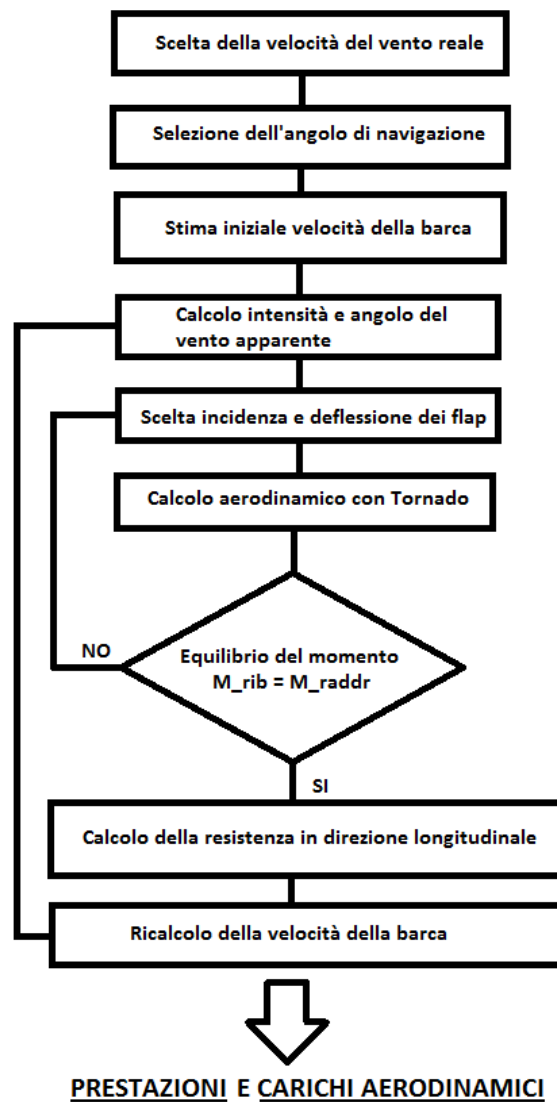 Scelta della velocità del vento reale
Selezione dell'angolo di navigazione
Stima iniziale velocità della barca
Calcolo intensità e angolo del
vento apparente
Scelta incidenza e deflessione dei flap
Calcolo aerodinamico con Tornado
NO
Equilibrio del momento
M_rib = M_raddr
SI
Calcolo della resistenza in direzione longitudinale
Ricalcolo della velocità della barca
PRESTAZIONI E CARICHI AERODINAMICI